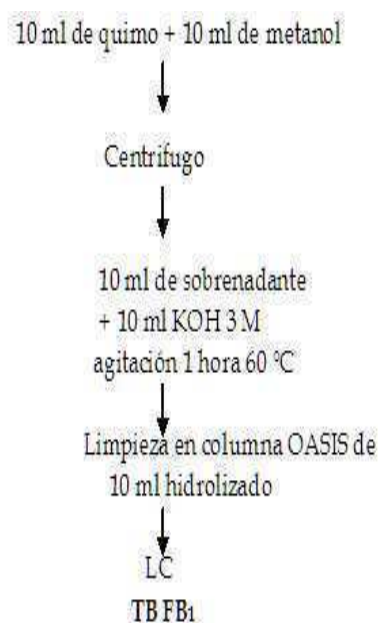 10 ml de quimo + 10 ml de metanol
Centrifugo
10 ml de sobrenadante
+ 10 ml KOH 3 M
agitación 1 hora 60 °C
Limpieza en columna OASIS de
10 ml hidrolizado
LC
TB FB1